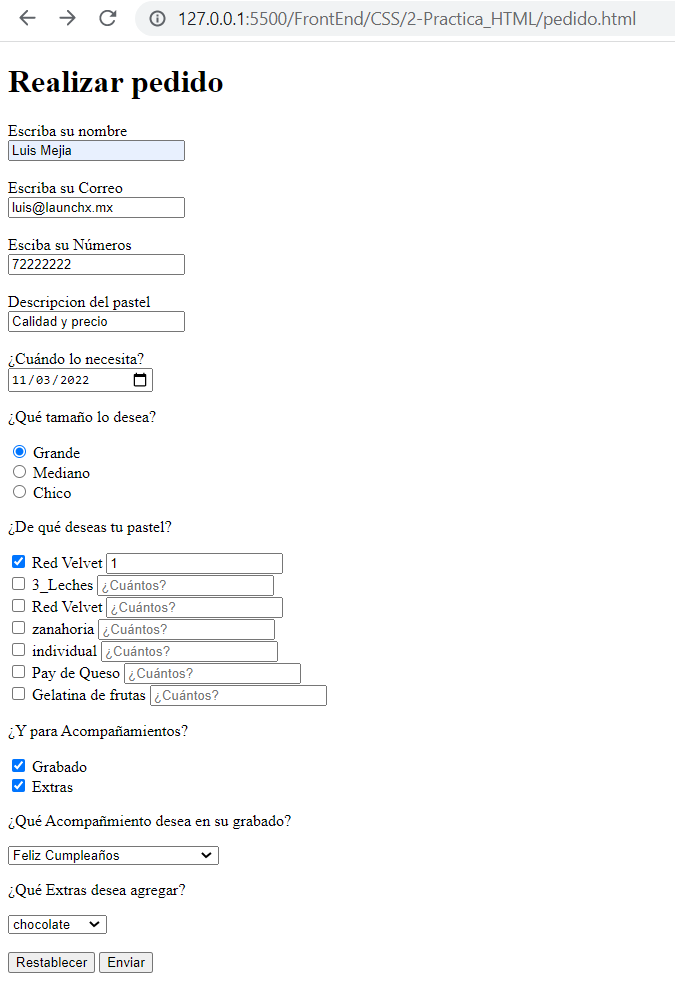 127.0.0.1:5500/FrontEnd/CSS/2-Practica_HTML/pedido.html
Realizar pedido
Escriba su nombre
Luis Mejia
Escriba su Correo
luis@launchx.mx
Esciba su Números
72222222
Descripcion del pastel
Calidad y precio
¿Cuándo lo necesita?
11/03/2022
¿Qué tamaño lo desea?
Grande
Mediano
Chico
¿De qué deseas tu pastel?
Red Velvet 1
3_Leches ¿Cuántos?
Red Velvet ¿Cuántos?
zanahoria ¿Cuántos?
individual ¿Cuántos?
Pay de Queso ¿Cuántos?
Gelatina de frutas ¿Cuántos?
¿Y para Acompañamientos?
Grabado
Extras
¿Qué Acompañmiento desea en su grabado?
Feliz Cumpleaños
¿Qué Extras desea agregar?
chocolate
Restablecer Enviar